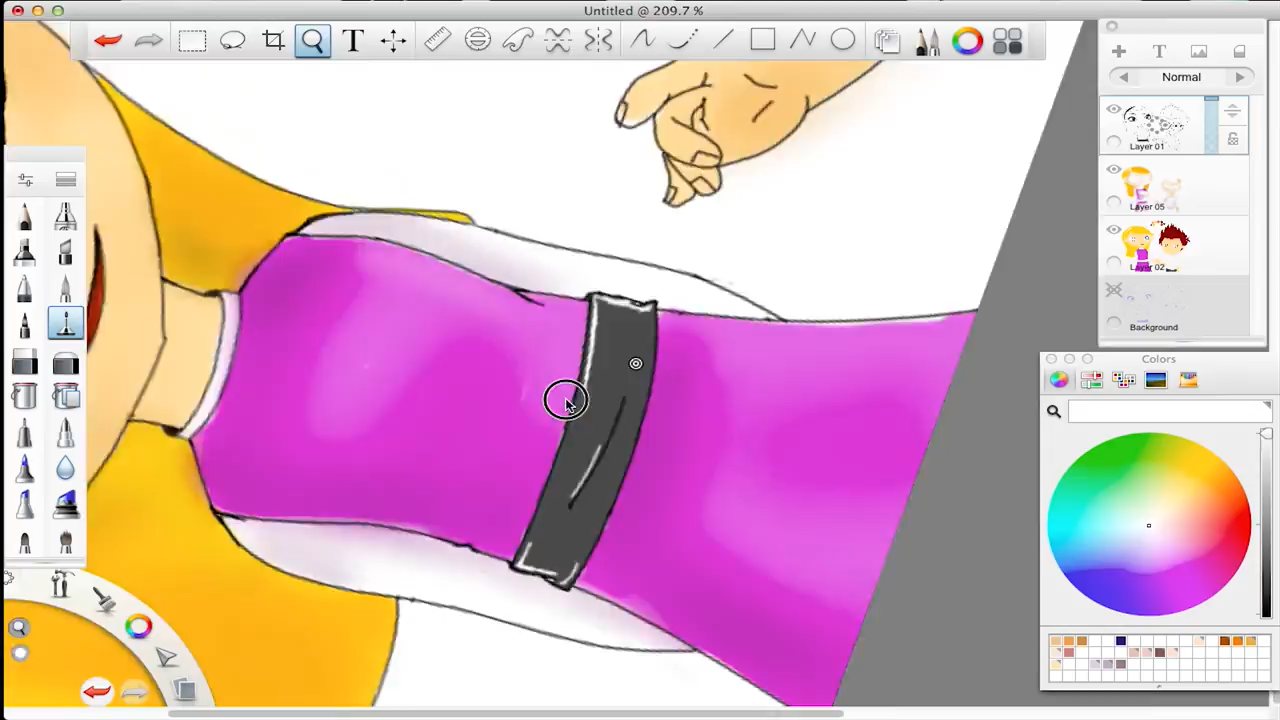 Untitled @ 209.7 %
T
T
Normal
Layer 01
Layer 05
Layer 02
Background
Colors